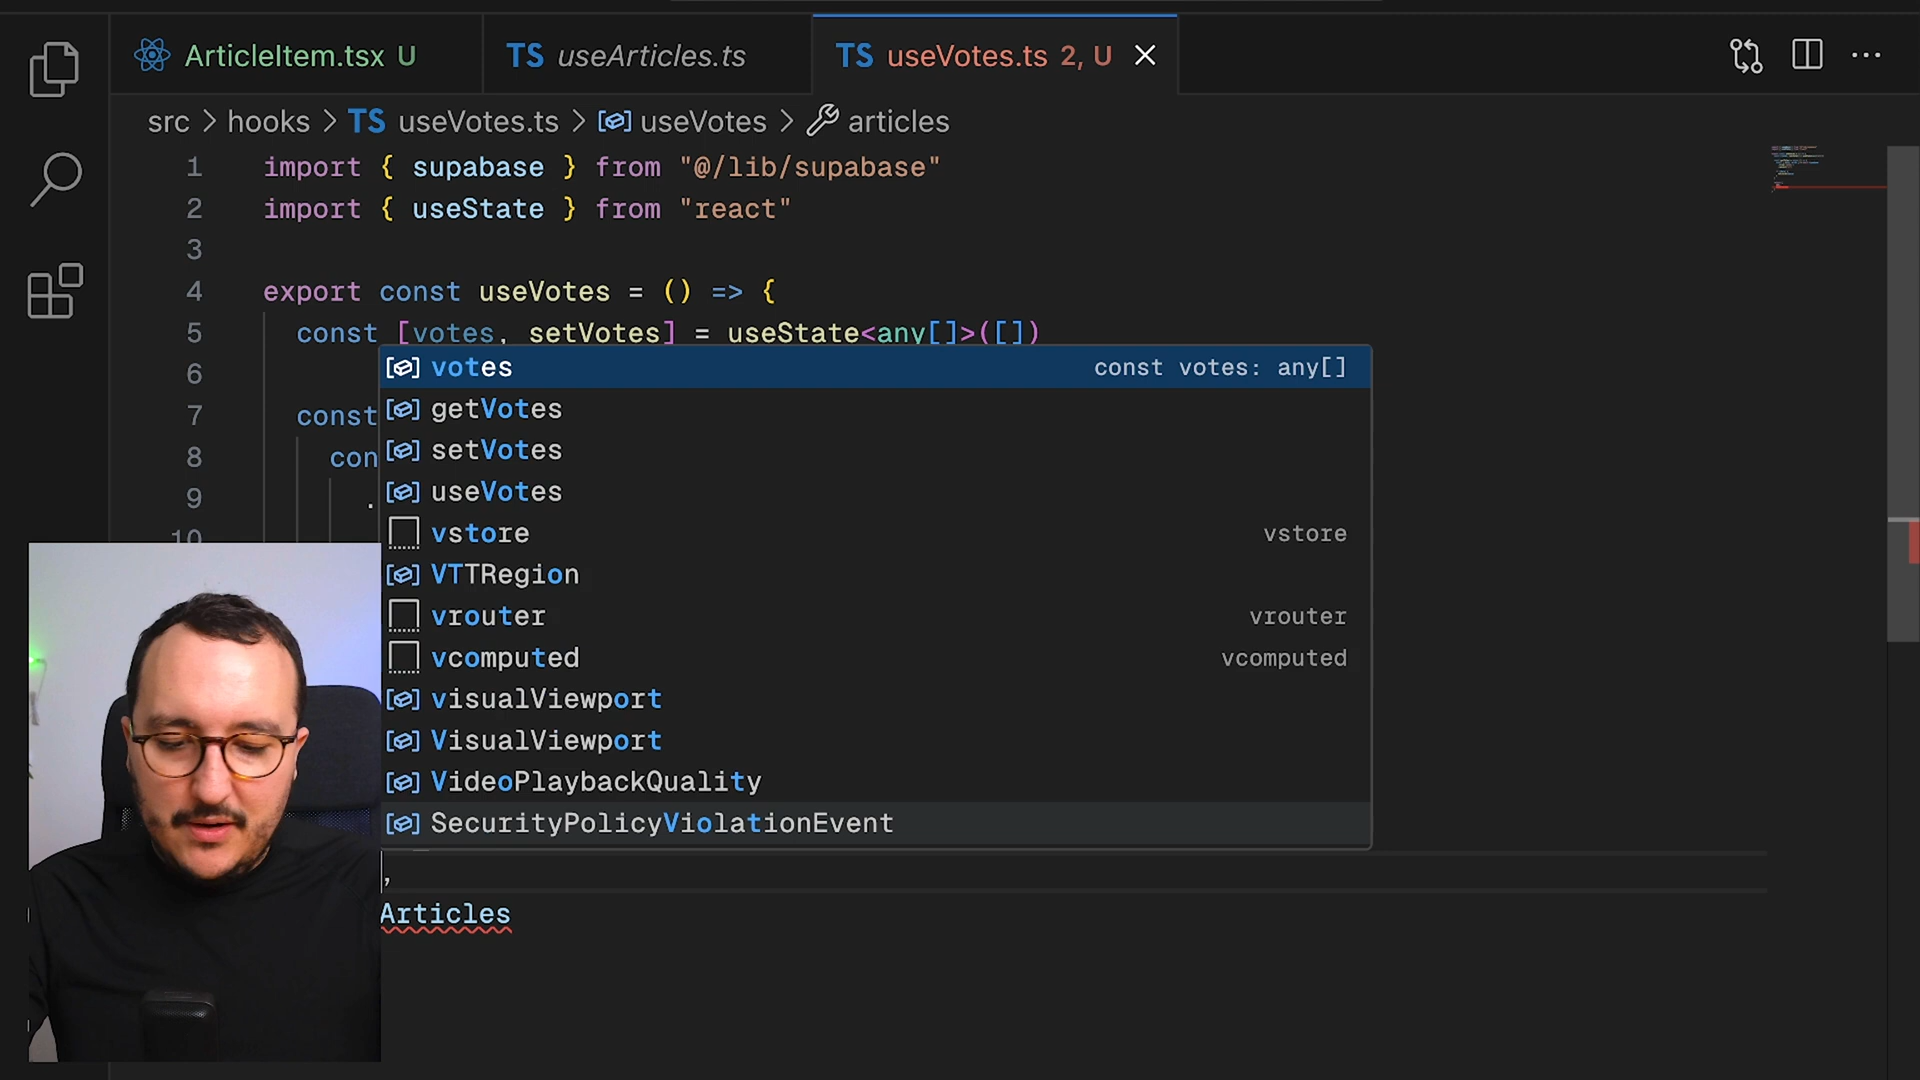 ArticleItem.tsx U
TS useArticles.ts
TS useVotes.ts 2, U
src > hooks > TS useVotes.ts > useVotes > articles
1 import { supabase } from "@/lib/supabase"
2 import { useState } from "react"
3
4 export const useVotes = () => {
5 const [votes, setVotes] = useState<any[]>([])
6
7 const
8 con
9 .
10
votes const votes: any[]
getVotes
setVotes
useVotes
vstore vstore
VTTRegion
vrouter vrouter
vcomputed vcomputed
visualViewport
VisualViewport
VideoPlaybackQuality
SecurityPolicyViolationEvent
,
Articles